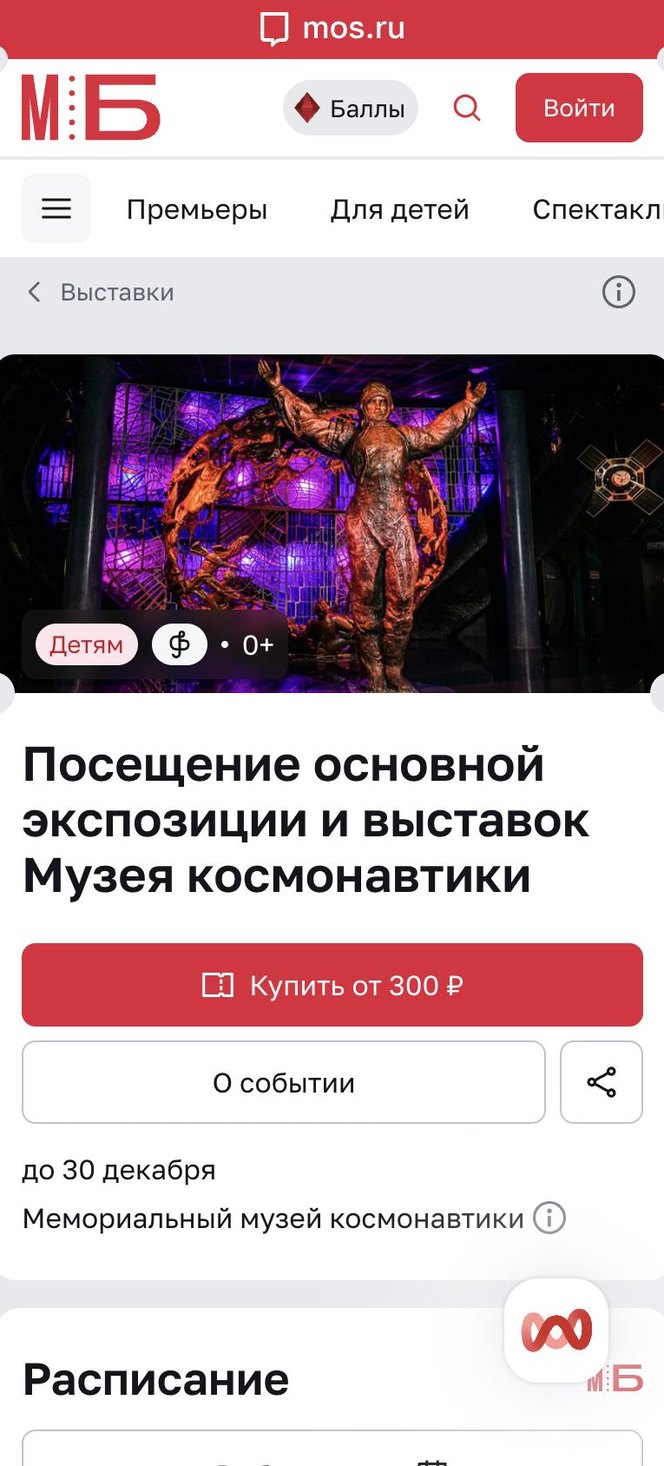 mos.ru
МБ
Баллы
Войти
Премьеры
Для детей
Спектакл
Выставки
Детям
0+
Посещение основной
экспозиции и выставок
Музея космонавтики
Купить от 300 ₽
О событии
до 30 декабря
Мемориальный музей космонавтики
Расписание
МБ